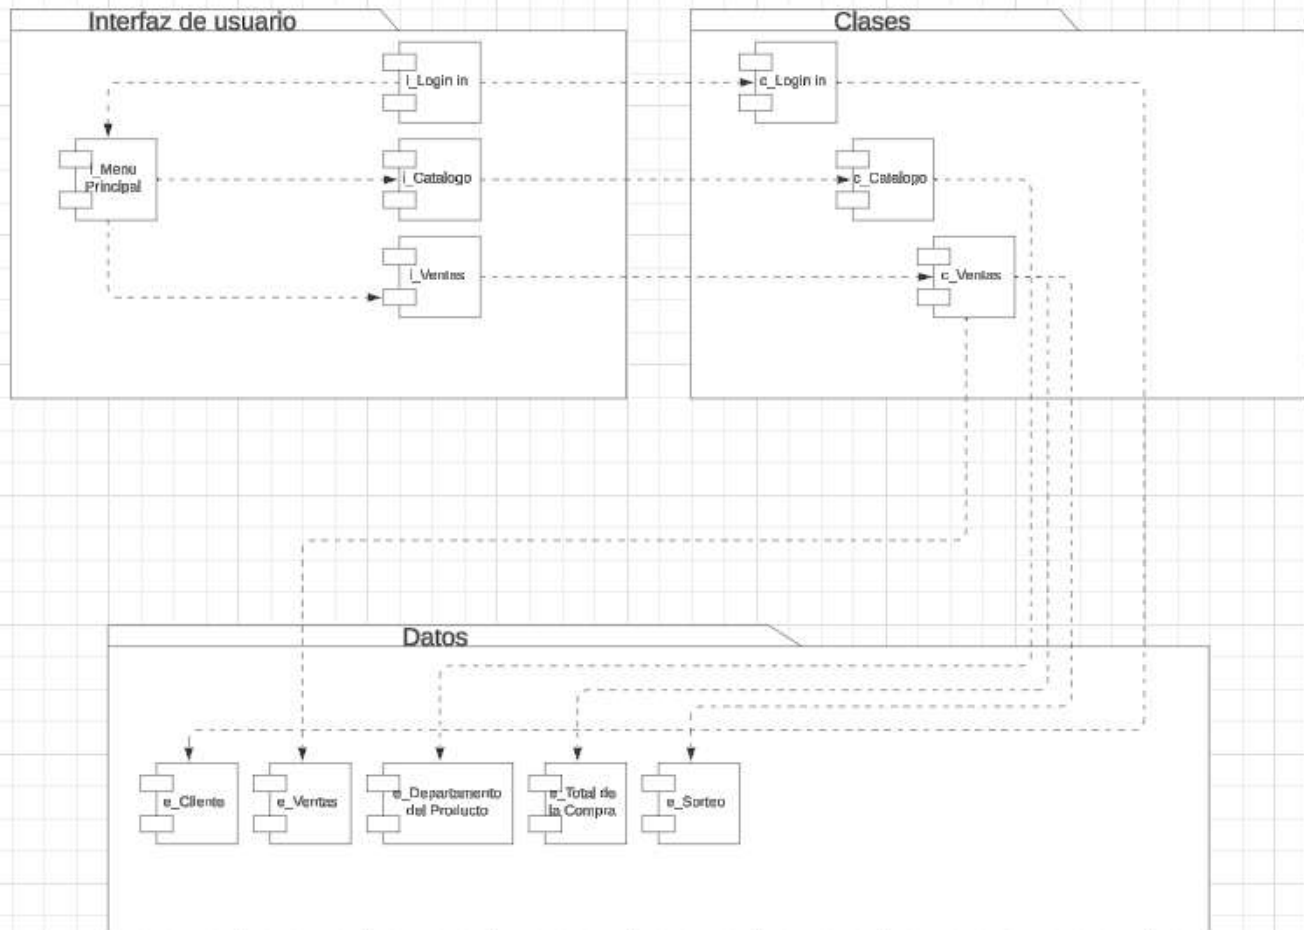 Interfaz de usuario
Clases
i_Login in
c_Login in
i_Menu
Principal
i_Catalogo
c_Catalogo
i_Ventas
c_Ventas
Datos
e_Cliente
e_Ventas
e_Departamento
del Producto
e_Total de
la Compra
e_Sorteo